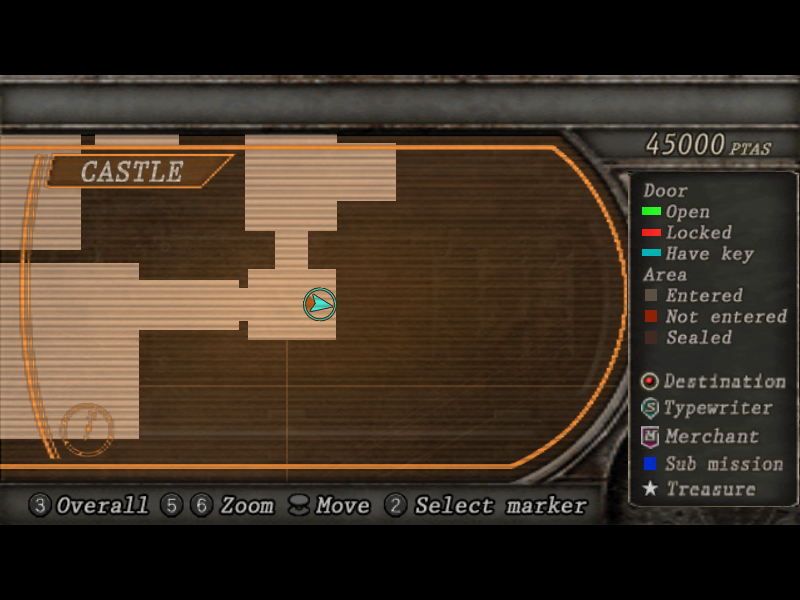 45000 PTAS
CASTLE
Door
Open
Locked
Have key
Area
Entered
Not entered
Sealed
Destination
S Typewriter
M Merchant
Sub mission
Treasure
3 Overall 5 6 Zoom Move 2 Select marker